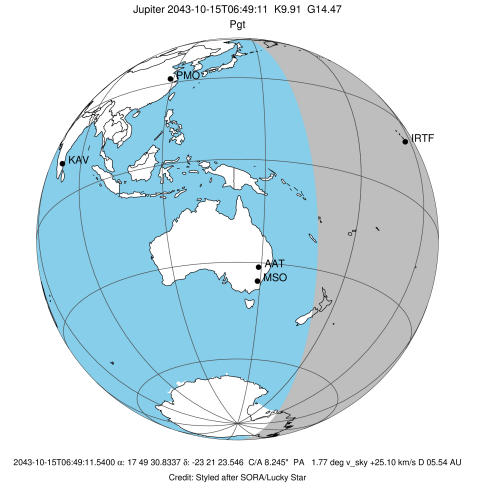 Jupiter 2043-10-15T06:49:11  K9.91  G14.47
Pgt
PMO
IRTF
KAV
AAT
MSO
2043-10-15T06:49:11.5400 α: 17 49 30.8337 δ: -23 21 23.546  C/A 8.245"  PA  1.77 deg v_sky +25.10 km/s D 05.54 AU
Credit: Styled after SORA/Lucky Star